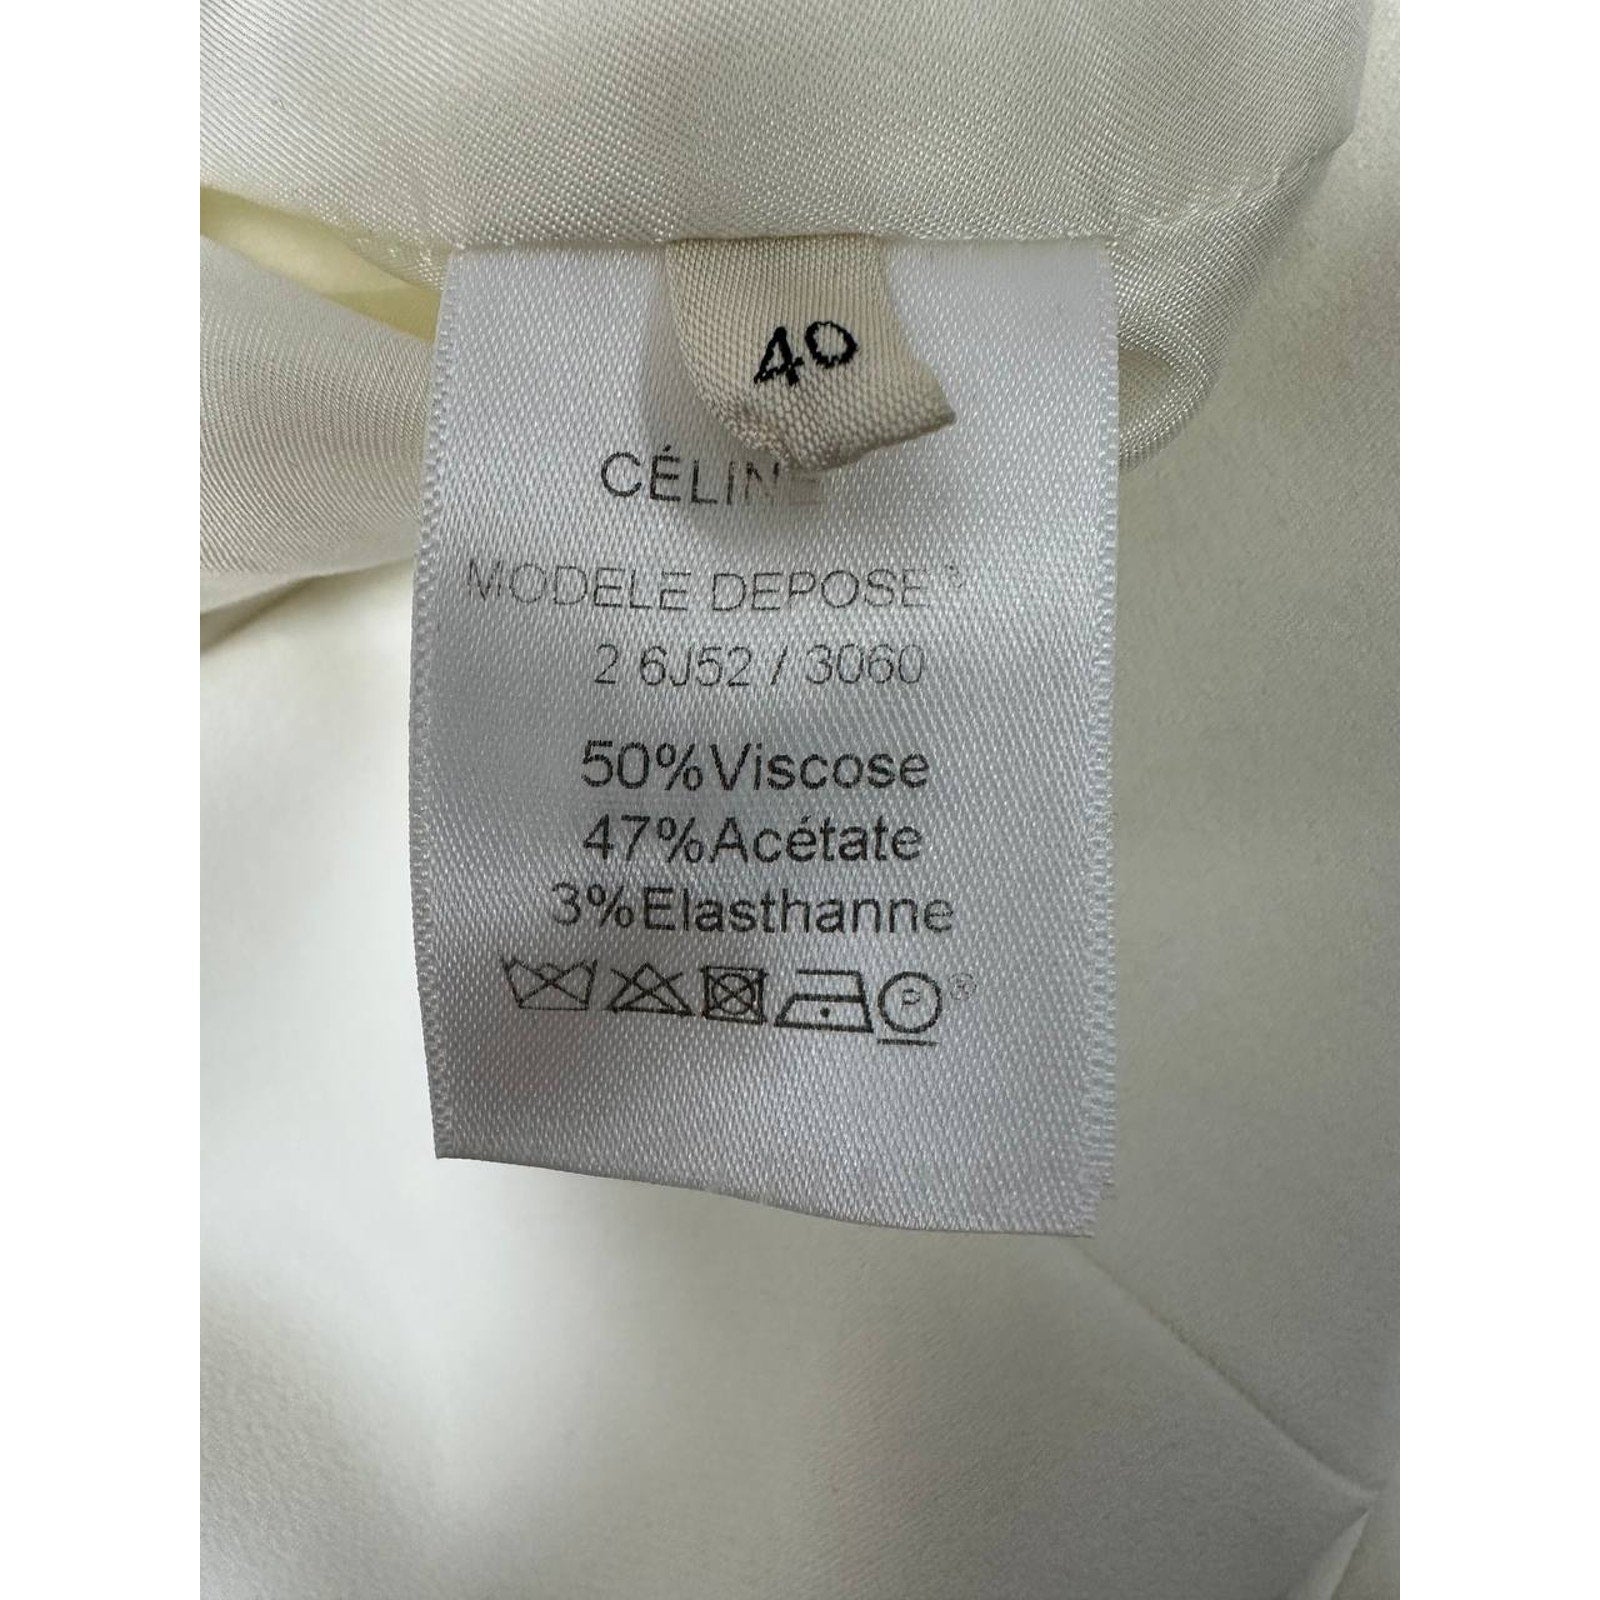 40
CÉLINE
MODELE DEPOSE®
2 6J52 / 3060
50%Viscose
47%Acétate
3%Elasthanne
P ®